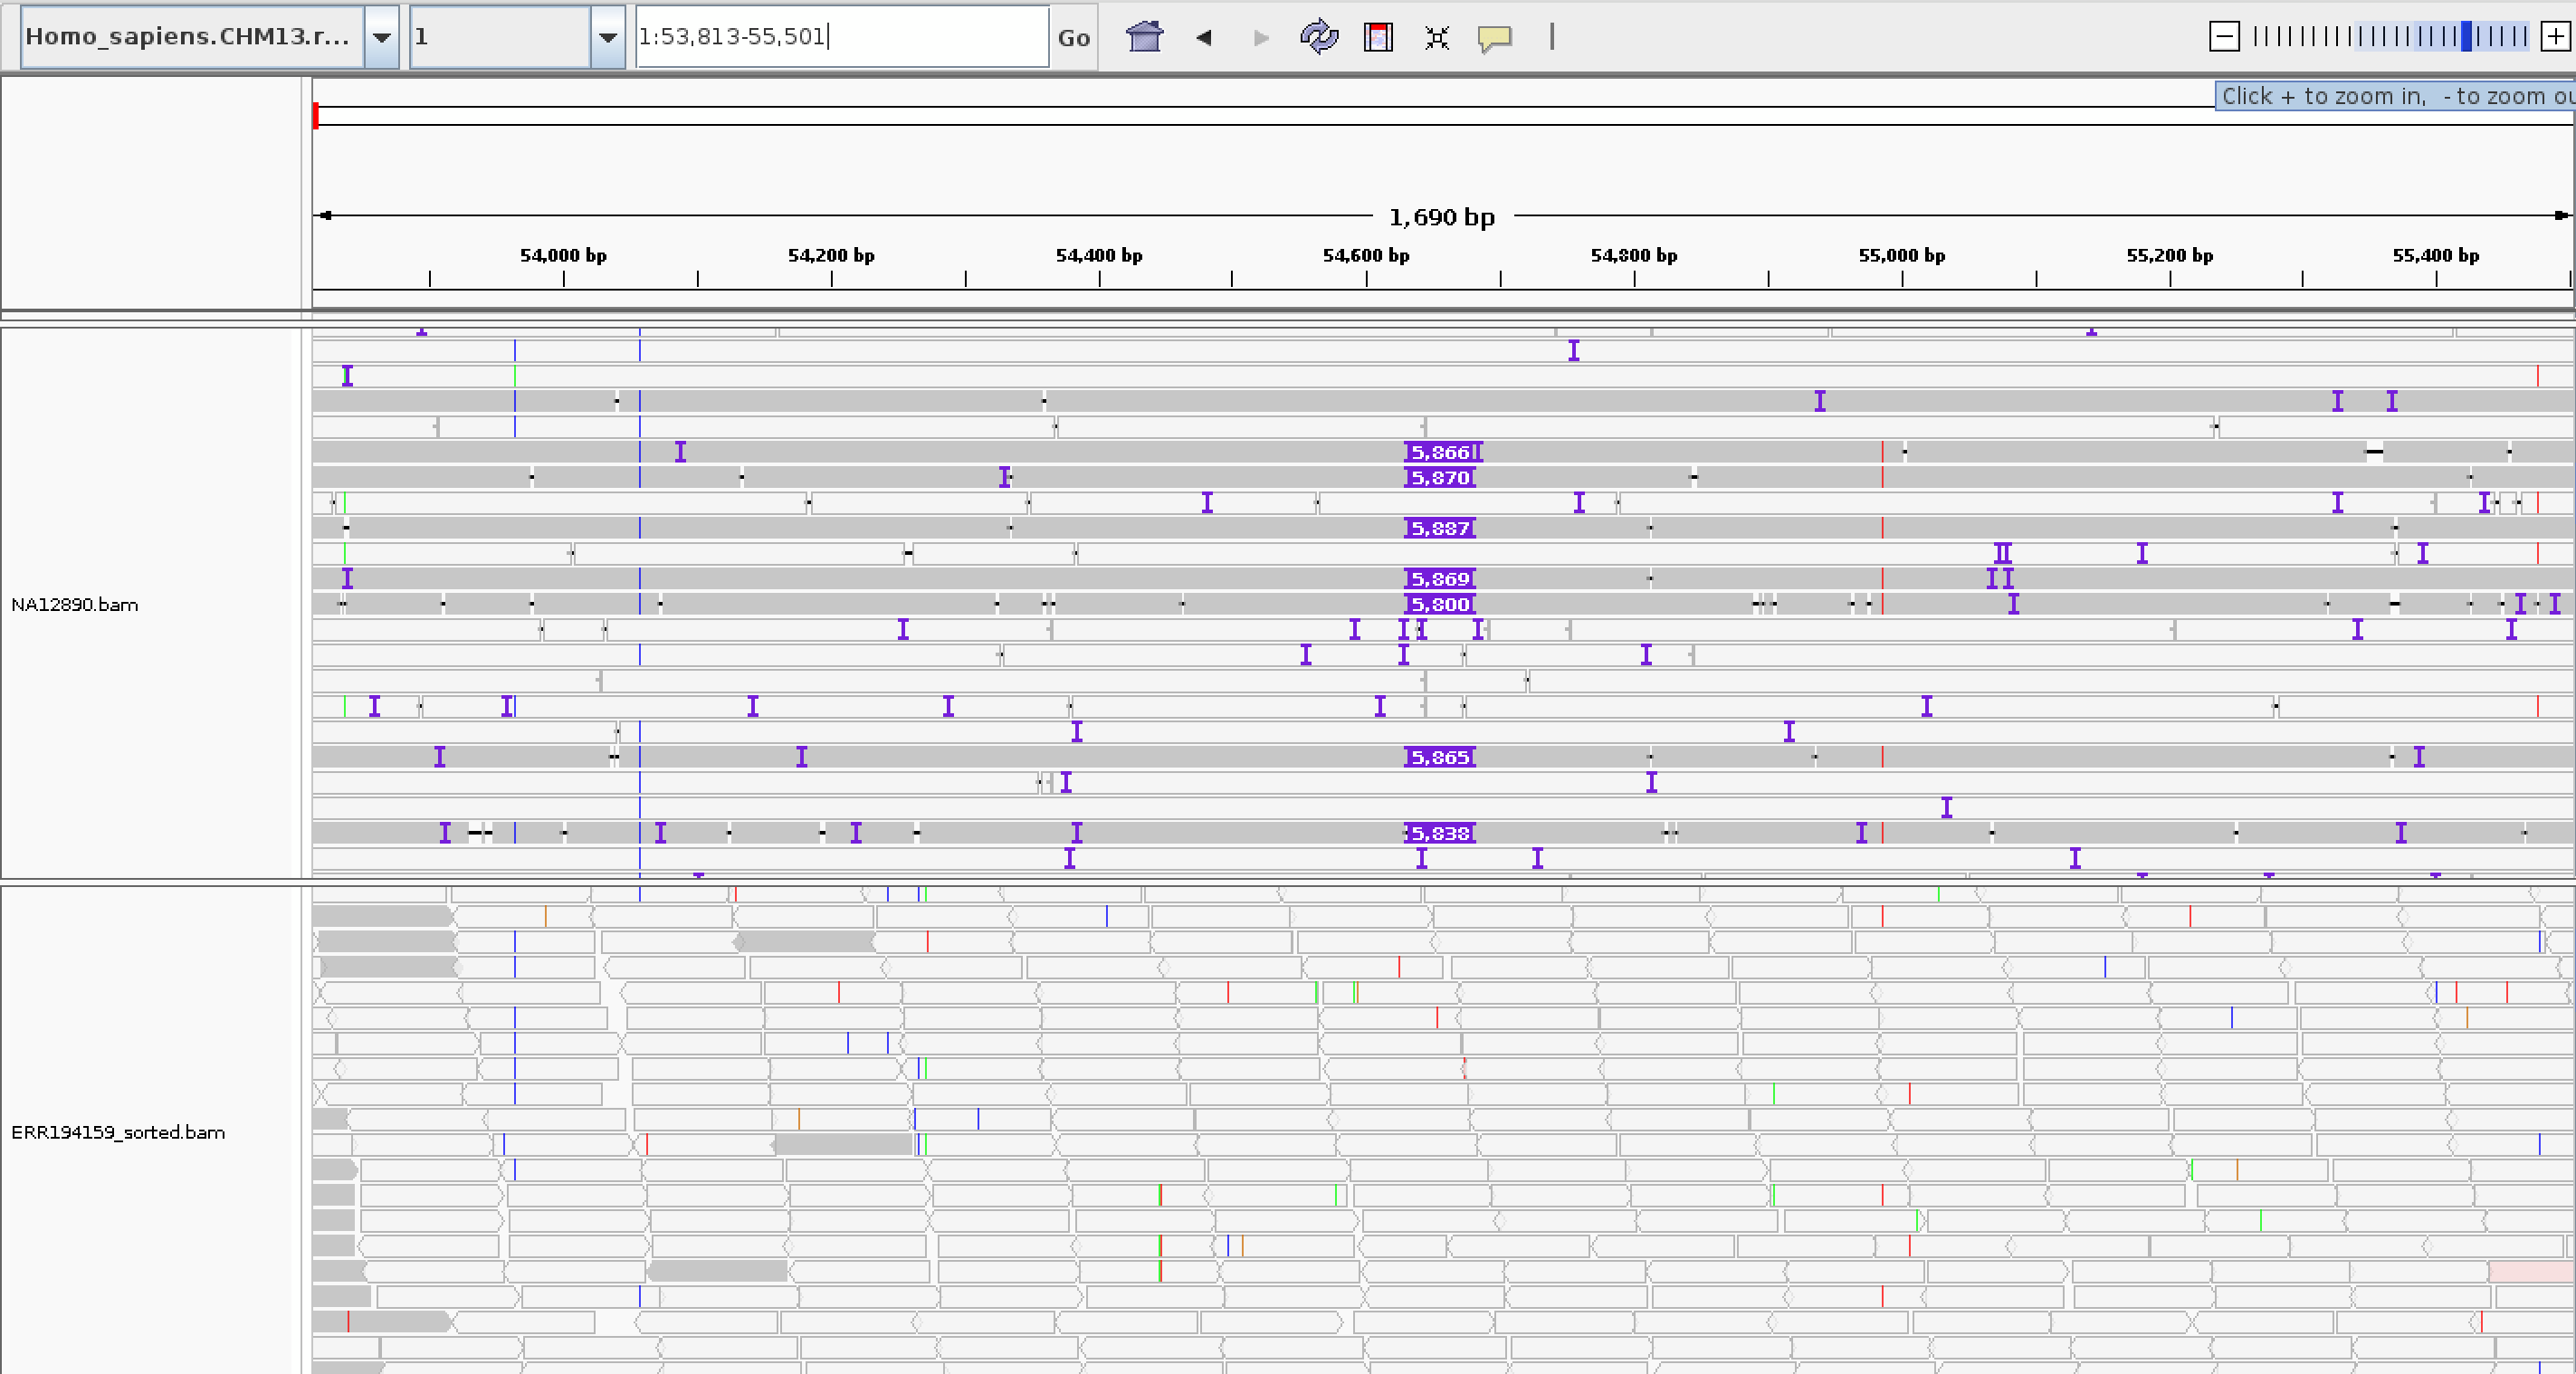 Homo_sapiens.CHM13.r... 1 1:53,813-55,501 Go
Click + to zoom in, - to zoom ou
1,690 bp
54,000 bp 54,200 bp 54,400 bp 54,600 bp 54,800 bp 55,000 bp 55,200 bp 55,400 bp
5,866
5,870
5,887
5,869
NA12890.bam 5,800
5,865
5,838
ERR194159_sorted.bam